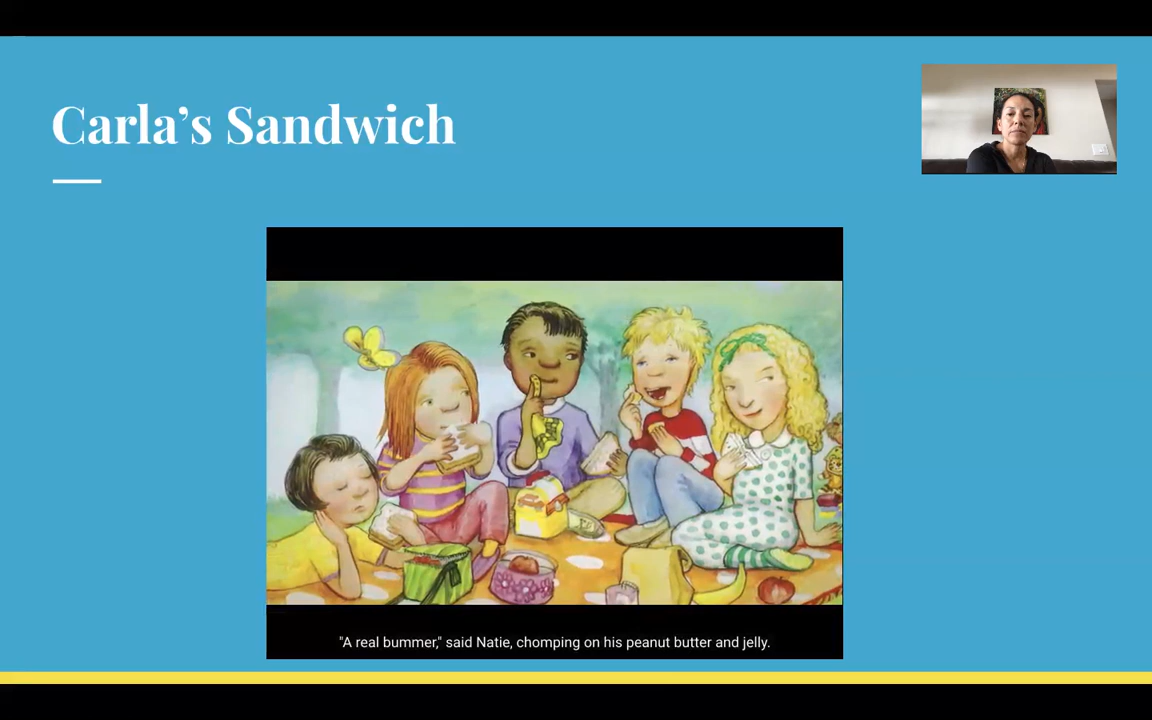 Carla’s Sandwich
"A real bummer," said Natie, chomping on his peanut butter and jelly.